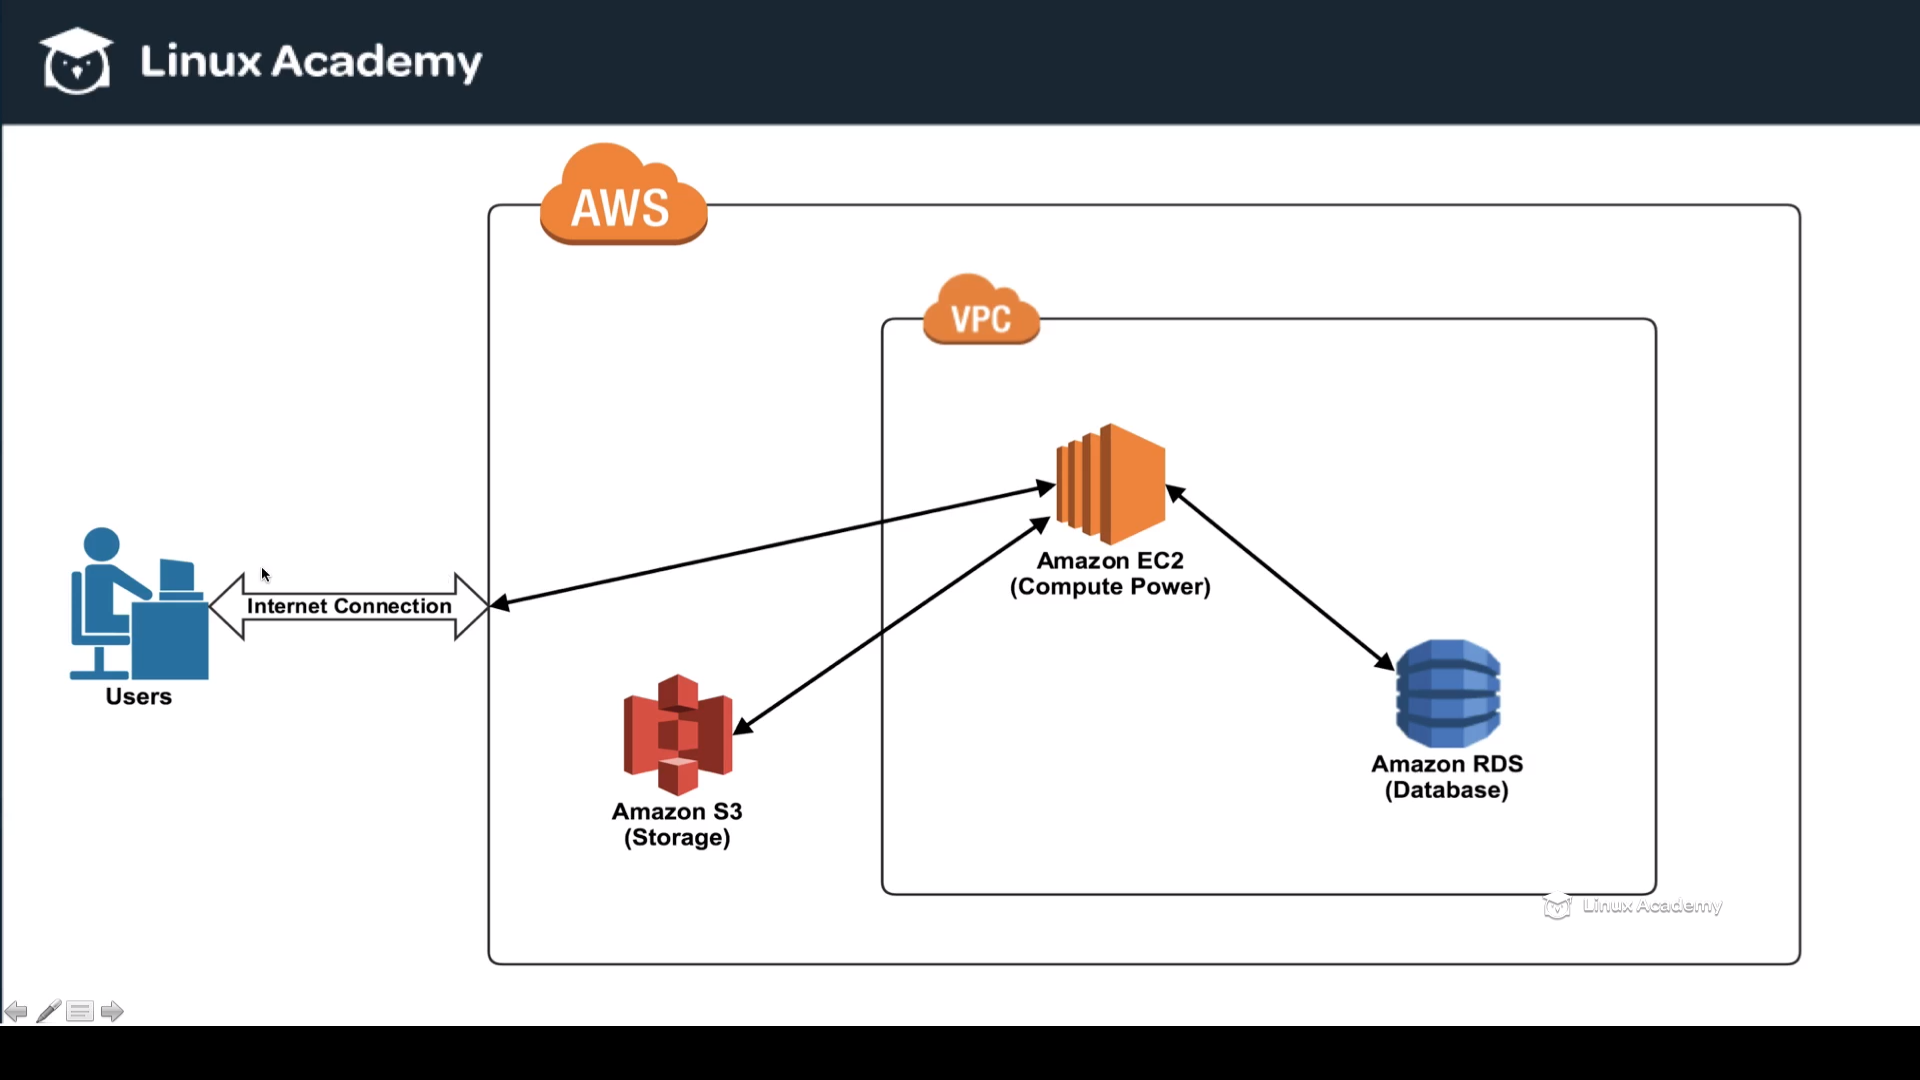 Linux Academy
AWS
VPC
Amazon EC2
(Compute Power)
Internet Connection
Users
Amazon S3
(Storage)
Amazon RDS
(Database)
Linux Academy